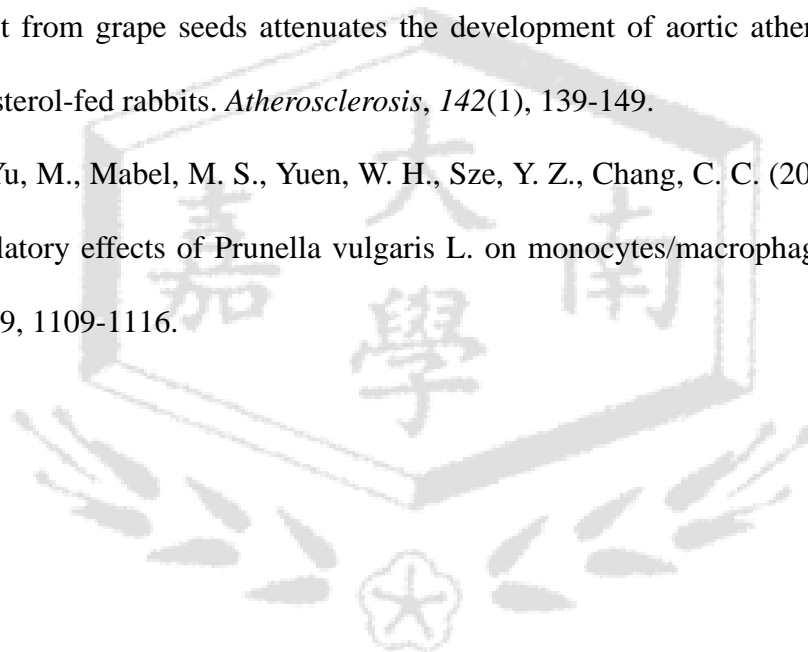 t from grape seeds attenuates the development of aortic ather
sterol-fed rabbits. Atherosclerosis, 142(1), 139-149.
Yu, M., Mabel, M. S., Yuen, W. H., Sze, Y. Z., Chang, C. C. (20
latory effects of Prunella vulgaris L. on monocytes/macrophag
9, 1109-1116.
大
嘉 南
學